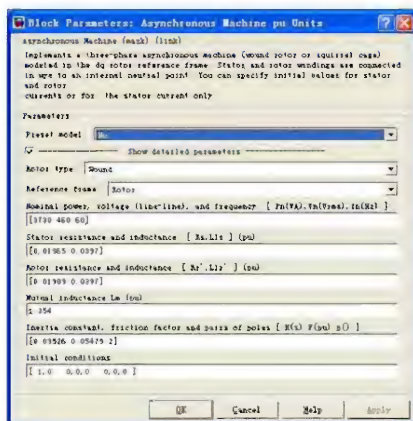 Block Parameters: Asynchronous Machine pu Units
Asynchronous Machine (mask) (link)
Implements a three-phase asynchronous machine (wound rotor or squirrel cage)
modeled in the dq rotor reference frame. Stator and rotor windings are connected
in wye to an internal neutral point. You can specify initial values for stator
and rotor
currents or for the stator current only
Parameters
Preset model No
Show detailed parameters
Rotor type Wound
Reference frame Rotor
Nominal power, voltage (line-line), and frequency [ Pn(VA),Vn(Vrms),fn(Hz) ]
[3730 460 60]
Stator resistance and inductance [ Rs,Lls ] (pu)
[0.01965 0.0397]
Rotor resistance and inductance [ Rr',Llr' ] (pu)
[0.01909 0.0397]
Mutual inductance Lm (pu)
1.354
Inertia constant, friction factor and pairs of poles [ H(s) F(pu) p() ]
[0.09526 0.05479 2]
Initial conditions
[ 1,0 0,0,0 0,0,0 ]
OK Cancel Help Apply